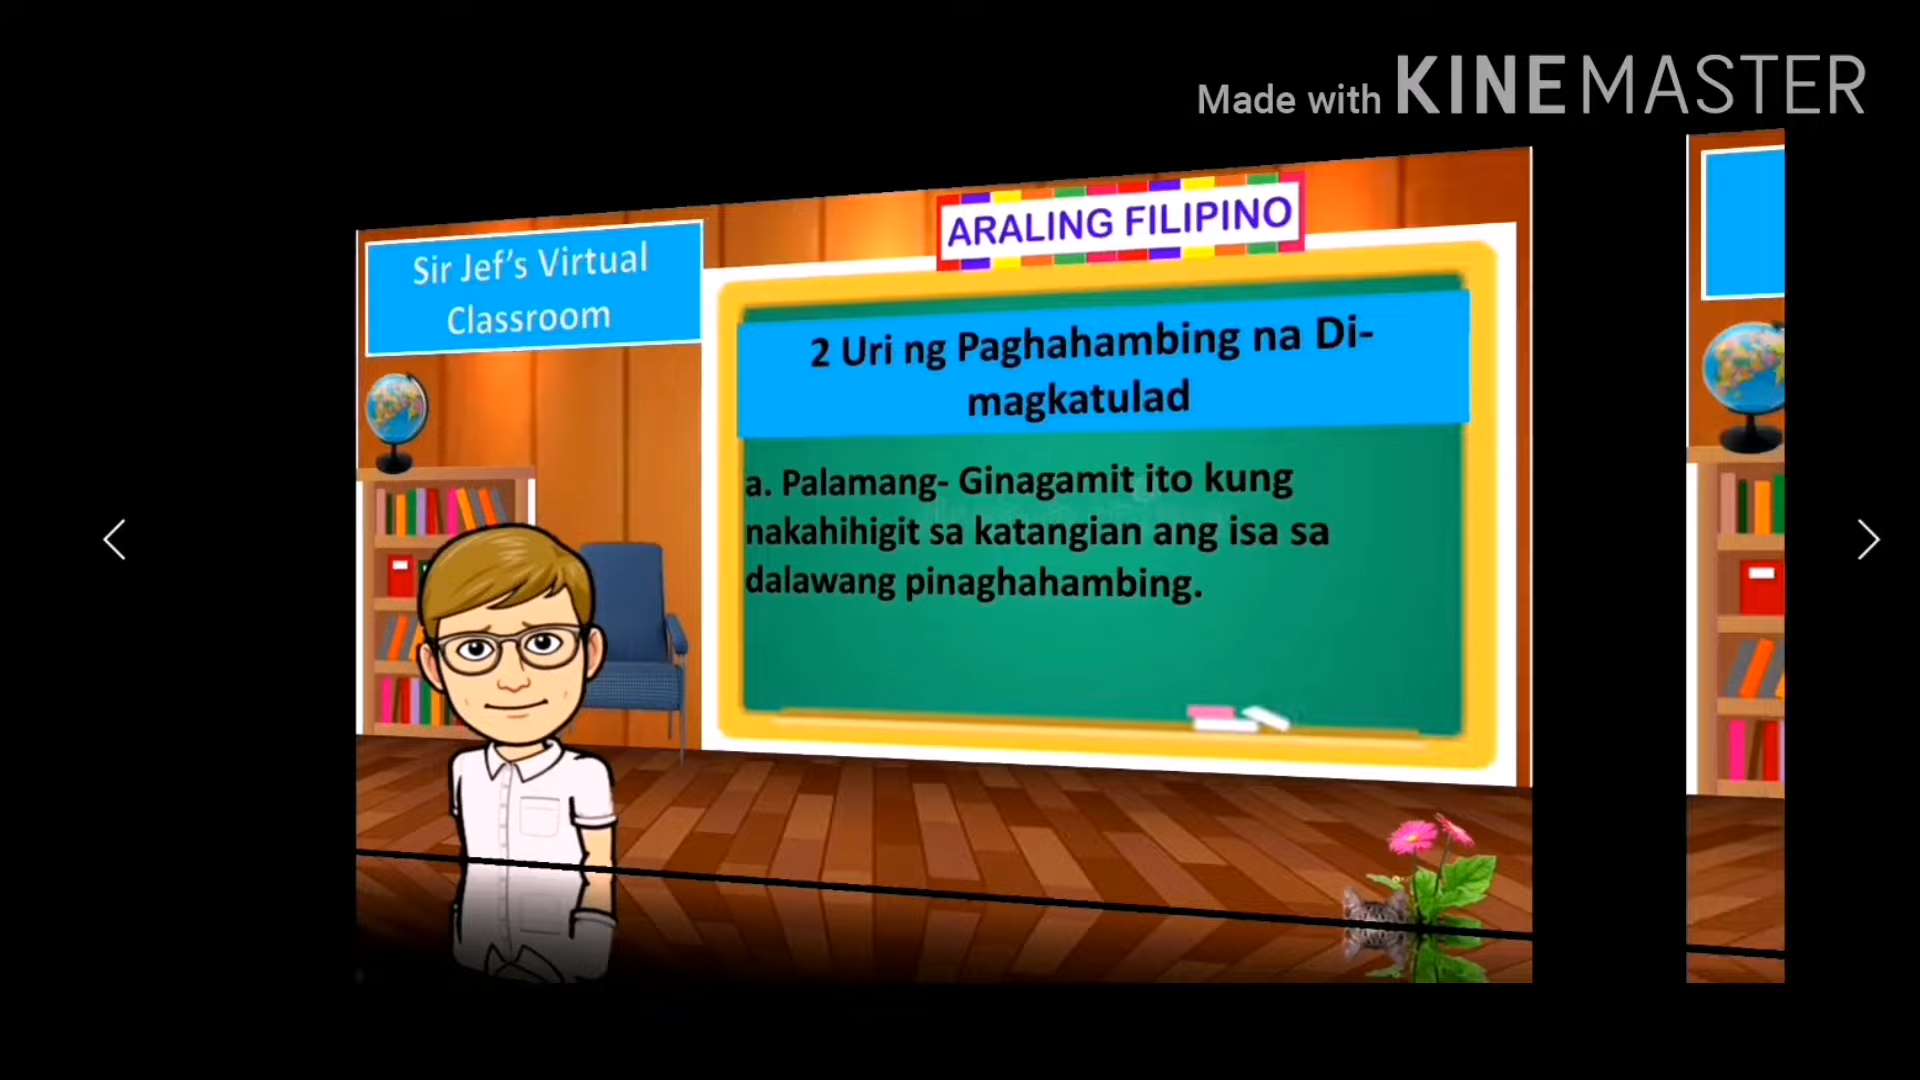 Made with KINEMASTER
Sir Jef's Virtual
Classroom
ARALING FILIPINO
2 Uri ng Paghahambing na Di-
magkatulad
a. Palamang- Ginagamit ito kung
nakahihigit sa katangian ang isa sa
dalawang pinaghahambing.